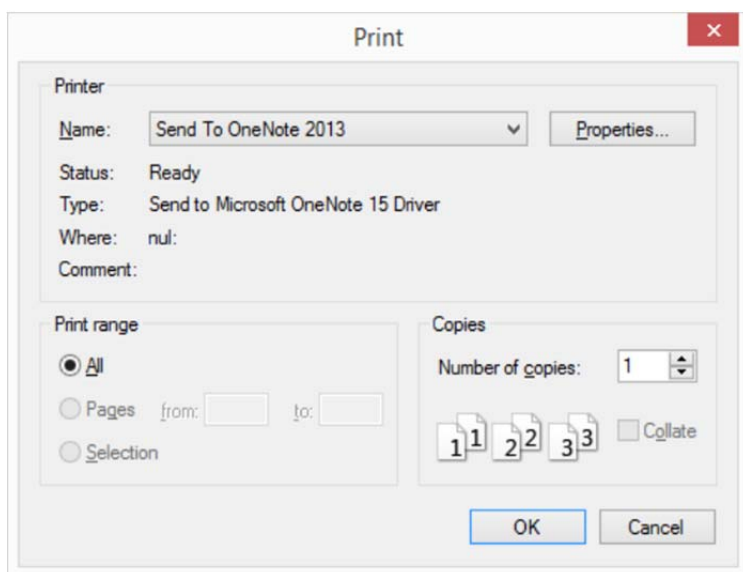 Print
Printer
Name: Send To OneNote 2013 Properties...
Status: Ready
Type: Send to Microsoft OneNote 15 Driver
Where: nul:
Comment:
Print range
All
Pages from: to:
Selection
Copies
Number of copies: 1
1 1 2 2 3 3 Collate
OK Cancel